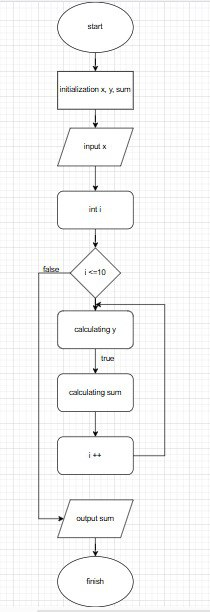 start
initialization x, y, sum
input x
int i
false
i <=10
calculating y
true
calculating sum
i ++
output sum
finish